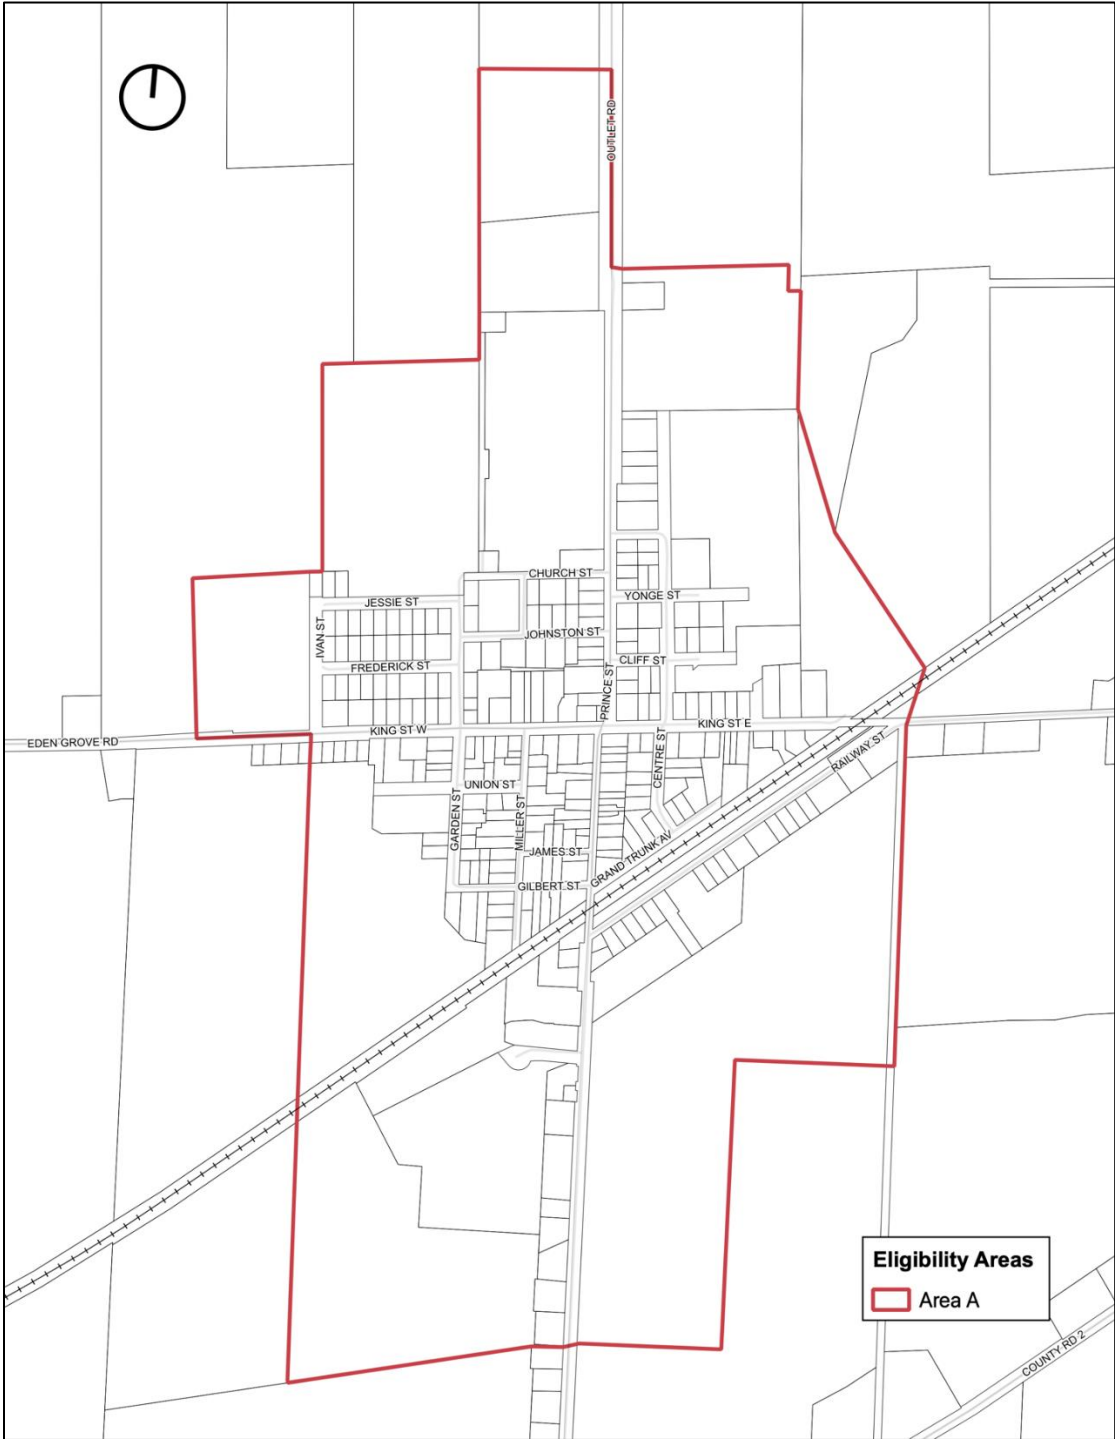 OUTLET RD
CHURCH ST
YONGE ST
JESSIE ST
JOHNSTON ST
IVAN ST
FREDERICK ST
CLIFF ST
PRINCE ST
KING ST W
KING ST E
EDEN GROVE RD
CENTRE ST
RAILWAY ST
UNION ST
GARDEN ST
MILLER ST
JAMES ST
GRAND TRUNK AV
GILBERT ST
Eligibility Areas
Area A
COUNTY RD 2